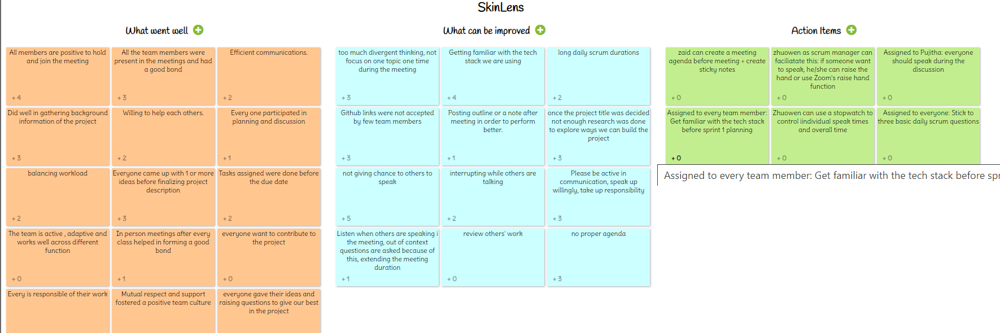 SkinLens
What went well
All members are positive to hold
and join the meeting
+ 4
All the team members were
present in the meetings and had
a good bond
+ 3
Efficient communications.
+ 2
Did well in gathering background
information of the project
+ 3
Willing to help each others.
+ 2
Every one participated in
planning and discussion
+ 1
balancing workload
+ 2
Everyone came up with 1 or more
ideas before finalizing project
description
+ 3
Tasks assigned were done before
the due date
+ 2
The team is active , adaptive and
works well across different
function
+ 0
In person meetings after every
class helped in forming a good
bond
+ 1
everyone want to contribute to
the project
+ 0
Every is responsible of their work
Mutual respect and support
fostered a positive team culture
everyone gave their ideas and
raising questions to give our best
in the project
What can be improved
too much divergent thinking, not
focus on one topic one time
during the meeting
+ 3
Getting familiar with the tech
stack we are using
+ 4
long daily scrum durations
+ 2
Github links were not accepted
by few team members
+ 3
Posting outline or a note after
meeting in order to perform
better.
+ 1
once the project title was decided
not enough research was done
to explore ways we can build the
project
+ 3
not giving chance to others to
speak
+ 5
interrupting while others are
talking
+ 2
Please be active in
communication, speak up
willingly, take up responsibility
+ 3
Listen when others are speaking i
the meeting, out of context
questions are asked because of
this, extending the meeting
duration
+ 1
review others' work
+ 0
no proper agenda
+ 3
Action Items
zaid can create a meeting
agenda before meeting + create
sticky notes
+ 0
zhuowen as scrum manager can
faciliatate this: if someone want
to speak, he/she can raise the
hand or use Zoom's raise hand
function
+ 0
Assigned to Pujitha: everyone
should speak during the
discussion
+ 0
Assigned to every team member:
Get familiar with the tech stack
before sprint 1 planning
+ 0
Zhuowen can use a stopwatch to
control iindividual speak times
and overall time
+ 0
Assigned to everyone: Stick to
three basic daily scrum questions
+ 0
Assigned to every team member: Get familiar with the tech stack before spr